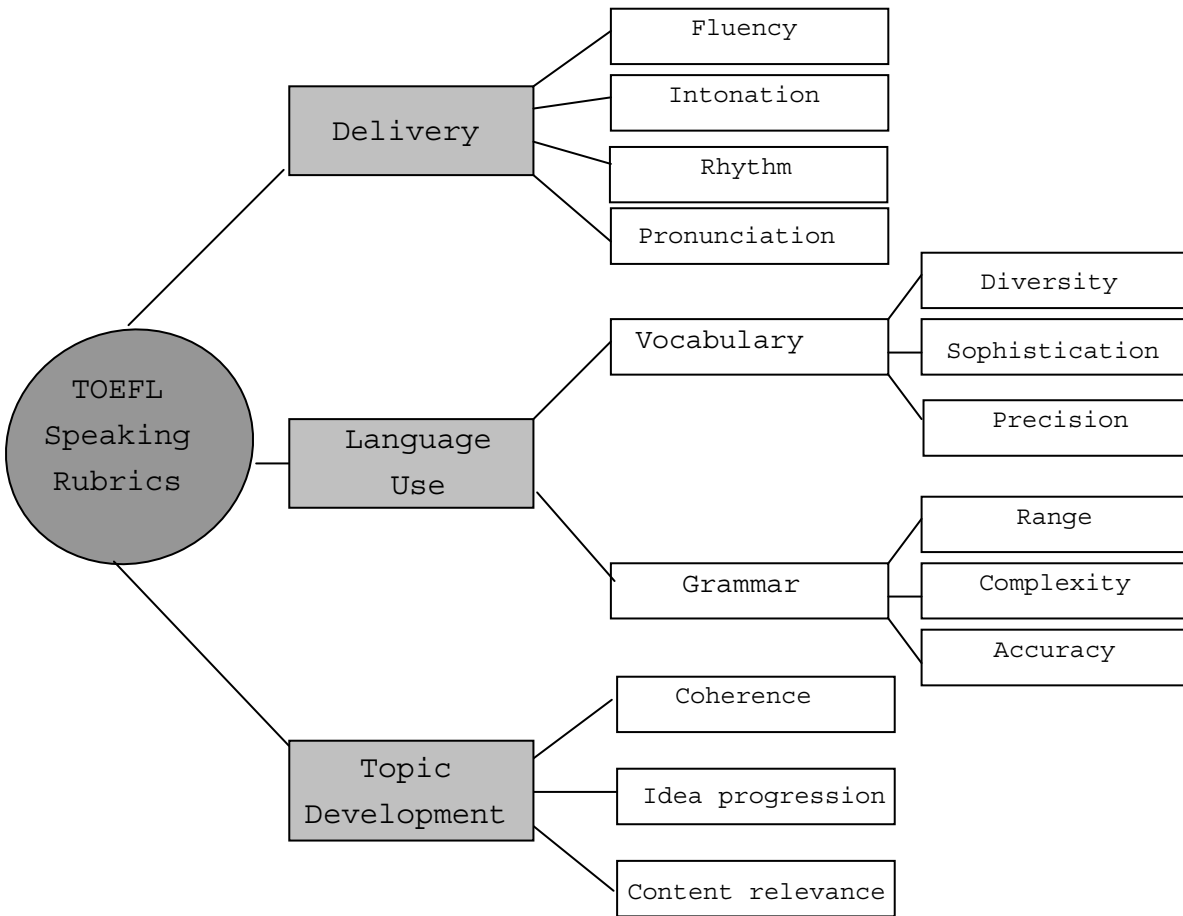 Fluency
Intonation
Delivery
Rhythm
Pronunciation
Diversity
Vocabulary
Sophistication
Precision
TOEFL
Speaking
Rubrics
Language
Use
Range
Grammar
Complexity
Accuracy
Coherence
Topic
Development
Idea progression
Content relevance